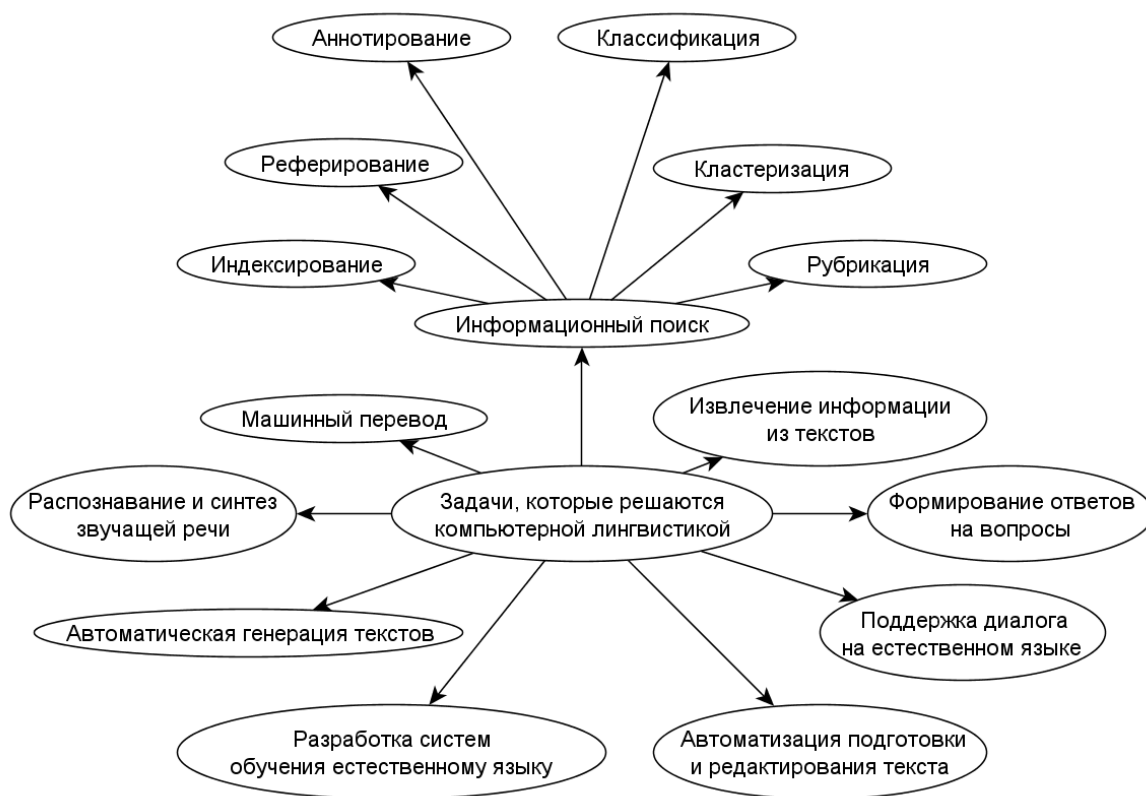 Аннотирование
Классификация
Реферирование
Кластеризация
Индексирование
Рубрикация
Информационный поиск
Машинный перевод
Извлечение информации
из текстов
Распознавание и синтез
звучащей речи
Задачи, которые решаются
компьютерной лингвистикой
Формирование ответов
на вопросы
Автоматическая генерация текстов
Поддержка диалога
на естественном языке
Разработка систем
обучения естественному языку
Автоматизация подготовки
и редактирования текста